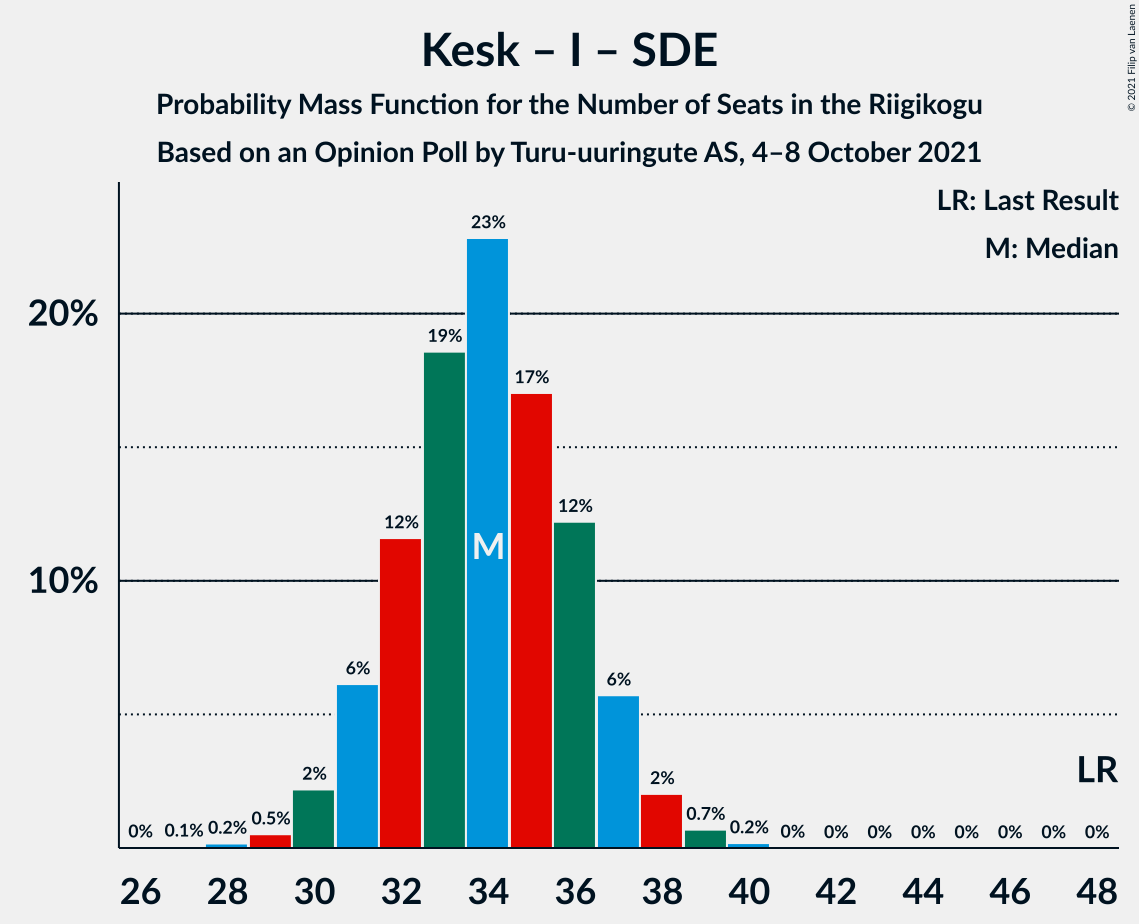 Kesk – I – SDE
Probability Mass Function for the Number of Seats in the Riigikogu
Based on an Opinion Poll by Turu-uuringute AS, 4–8 October 2021
© 2021 Filip van Laenen
LR: Last Result
M: Median
23%
20%
19%
17%
12%
12%
M
10%
6%
6%
LR
2%
2%
0%
0.1%
0.2%
0.5%
0.7%
0.2%
0%
0%
0%
0%
0%
0%
0%
0%
26 28 30 32 34 36 38 40 42 44 46 48